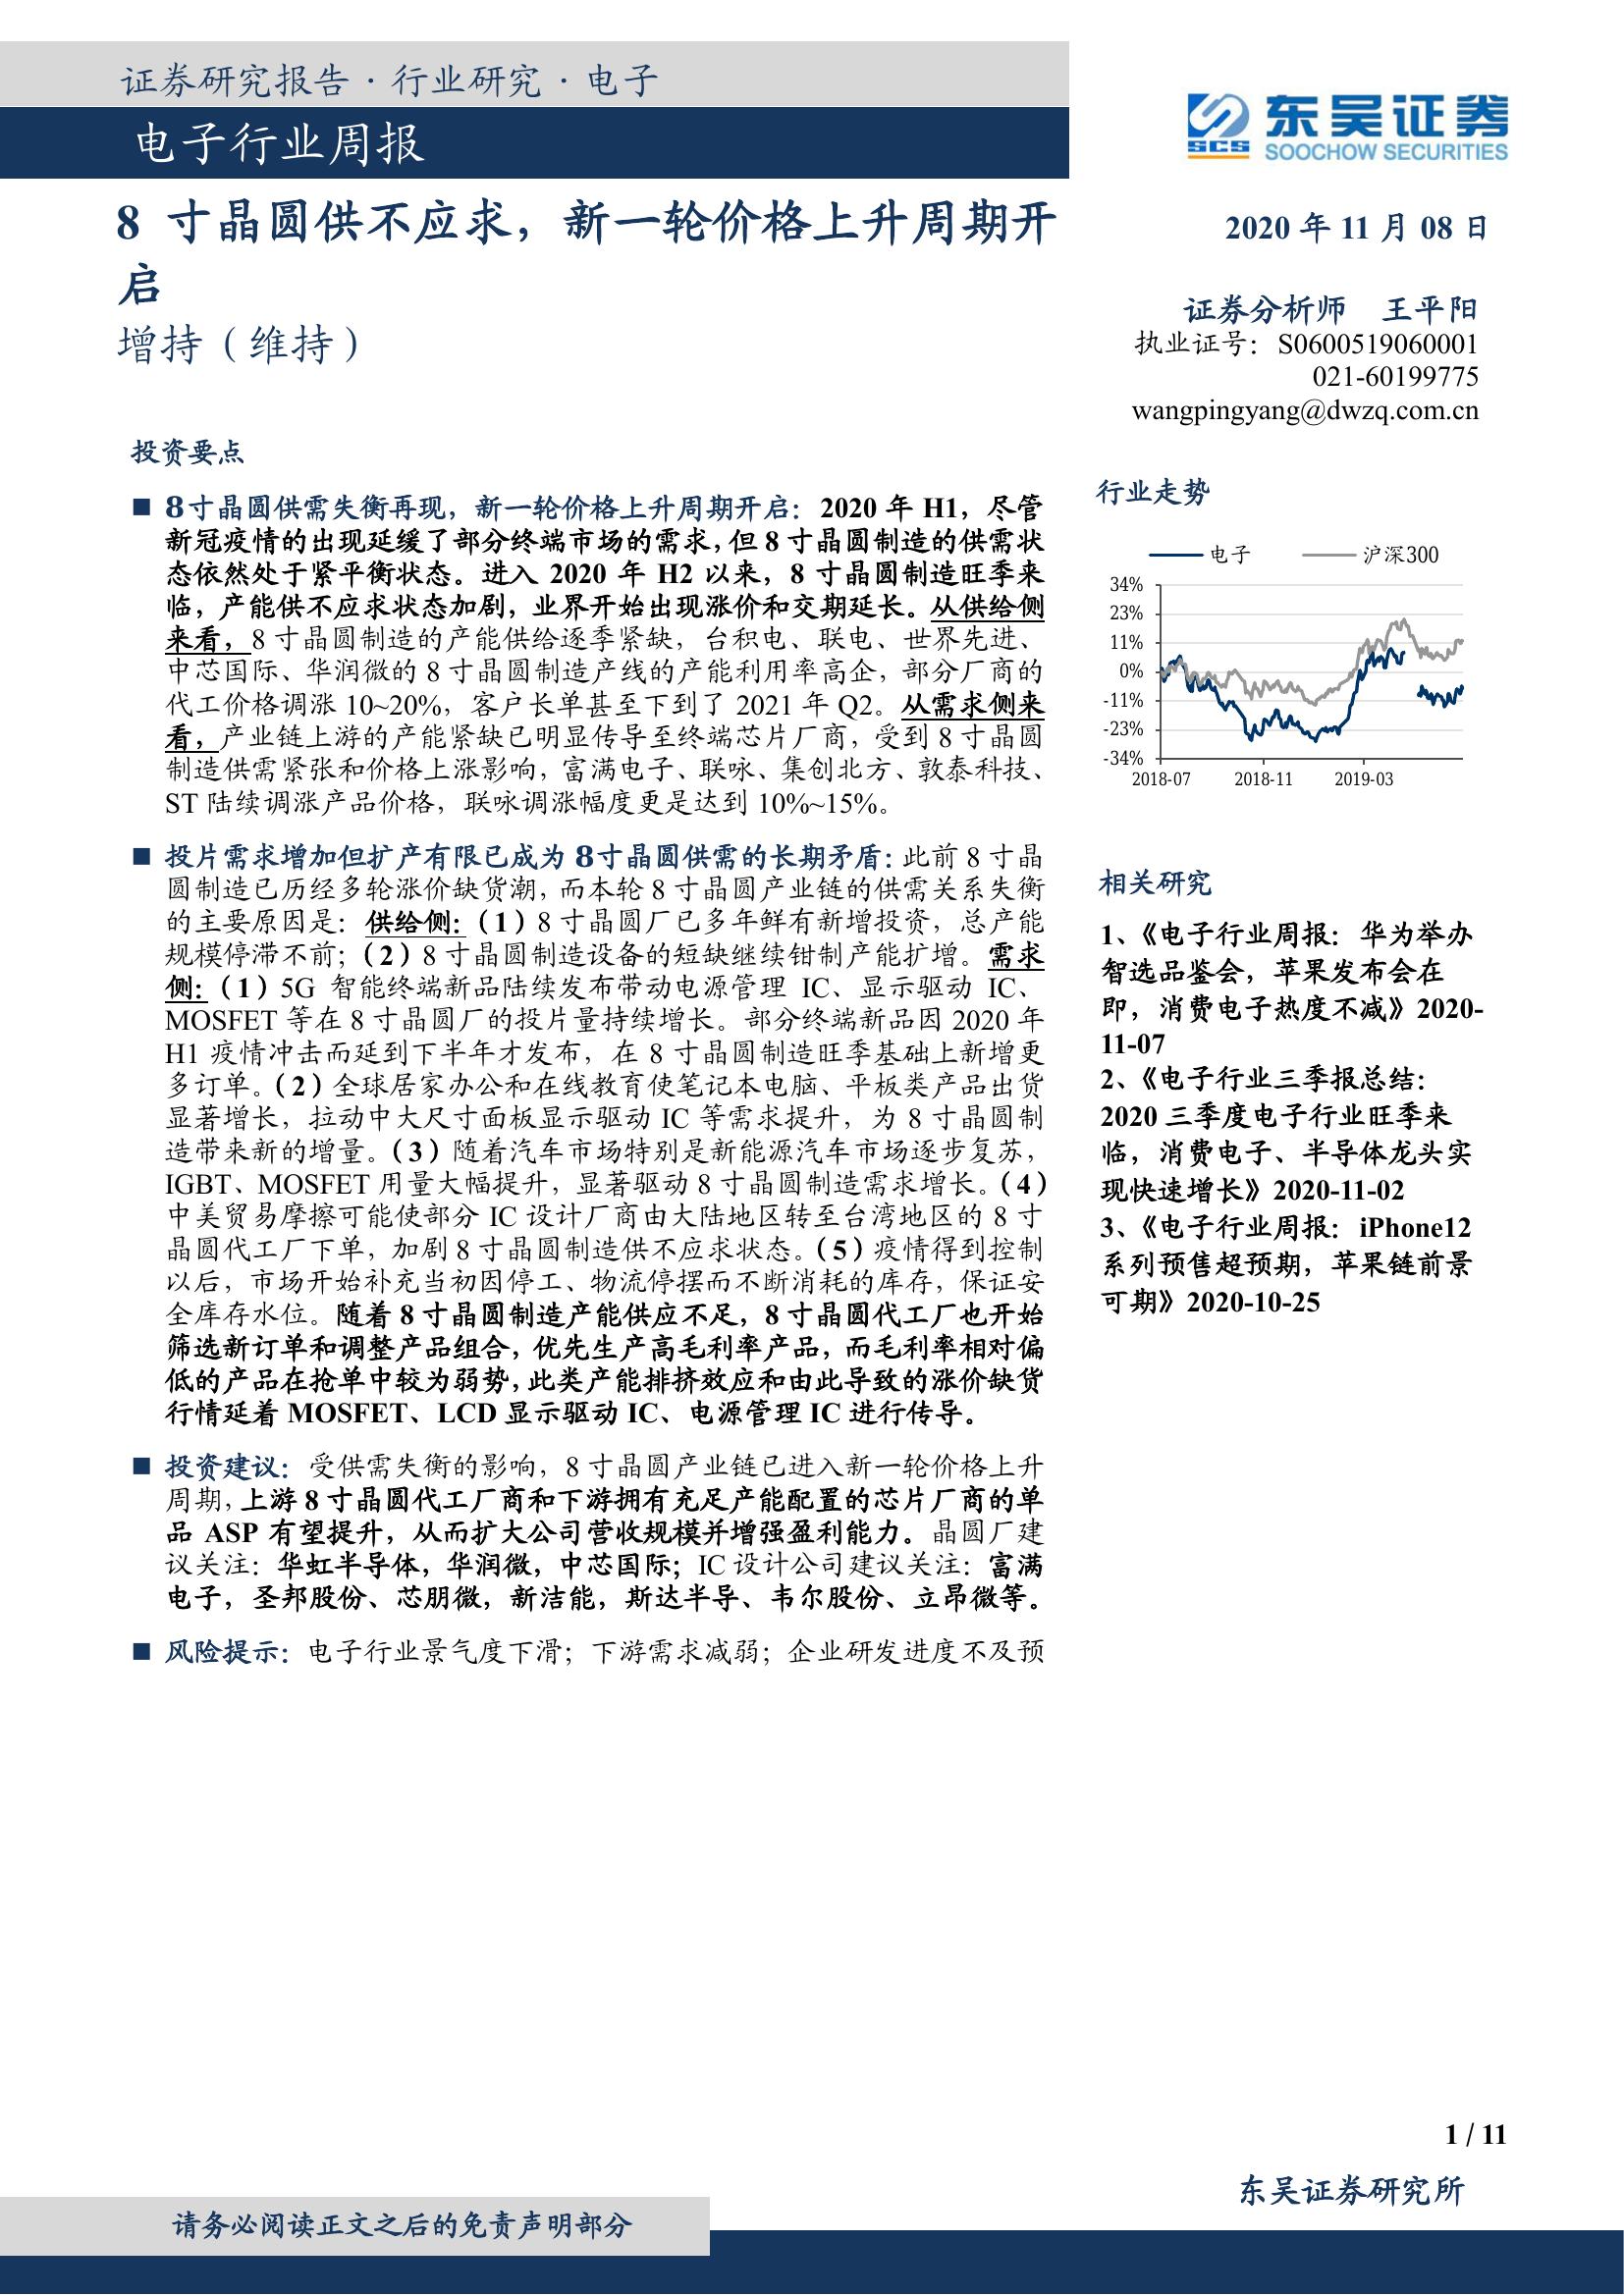 证券研究报告·行业研究·电子
电子行业周报
东吴证券
SCS
SOOCHOW SECURITIES
8 寸晶圆供不应求，新一轮价格上升周期开
启
增持（维持）
2020 年 11 月 08 日
证券分析师 王平阳
执业证号：S0600519060001
021-60199775
wangpingyang@dwzq.com.cn
投资要点
■ 8寸晶圆供需失衡再现，新一轮价格上升周期开启：2020 年 H1，尽管
新冠疫情的出现延缓了部分终端市场的需求，但 8 寸晶圆制造的供需状
态依然处于紧平衡状态。进入 2020 年 H2 以来，8 寸晶圆制造旺季来
临，产能供不应求状态加剧，业界开始出现涨价和交期延长。从供给侧
来看，8 寸晶圆制造的产能供给逐季紧缺，台积电、联电、世界先进、
中芯国际、华润微的 8 寸晶圆制造产线的产能利用率高企，部分厂商的
代工价格调涨 10~20%，客户长单甚至下到了 2021 年 Q2。从需求侧来
看，产业链上游的产能紧缺已明显传导至终端芯片厂商，受到 8 寸晶圆
制造供需紧张和价格上涨影响，富满电子、联咏、集创北方、敦泰科技、
ST 陆续调涨产品价格，联咏调涨幅度更是达到 10%~15%。
■ 投片需求增加但扩产有限已成为 8寸晶圆供需的长期矛盾：此前 8 寸晶
圆制造已历经多轮涨价缺货潮，而本轮 8 寸晶圆产业链的供需关系失衡
的主要原因是：供给侧：（1）8 寸晶圆厂已多年鲜有新增投资，总产能
规模停滞不前；（2）8 寸晶圆制造设备的短缺继续钳制产能扩增。需求
侧：（1）5G 智能终端新品陆续发布带动电源管理 IC、显示驱动 IC、
MOSFET 等在 8 寸晶圆厂的投片量持续增长。部分终端新品因 2020 年
H1 疫情冲击而延到下半年才发布，在 8 寸晶圆制造旺季基础上新增更
多订单。（2）全球居家办公和在线教育使笔记本电脑、平板类产品出货
显著增长，拉动中大尺寸面板显示驱动 IC 等需求提升，为 8 寸晶圆制
造带来新的增量。（3）随着汽车市场特别是新能源汽车市场逐步复苏，
IGBT、MOSFET 用量大幅提升，显著驱动 8 寸晶圆制造需求增长。（4）
中美贸易摩擦可能使部分 IC 设计厂商由大陆地区转至台湾地区的 8 寸
晶圆代工厂下单，加剧 8 寸晶圆制造供不应求状态。（5）疫情得到控制
以后，市场开始补充当初因停工、物流停摆而不断消耗的库存，保证安
全库存水位。随着 8 寸晶圆制造产能供应不足，8 寸晶圆代工厂也开始
筛选新订单和调整产品组合，优先生产高毛利率产品，而毛利率相对偏
低的产品在抢单中较为弱势，此类产能排挤效应和由此导致的涨价缺货
行情延着 MOSFET、LCD 显示驱动 IC、电源管理 IC 进行传导。
■ 投资建议：受供需失衡的影响，8 寸晶圆产业链已进入新一轮价格上升
周期，上游 8 寸晶圆代工厂商和下游拥有充足产能配置的芯片厂商的单
品 ASP 有望提升，从而扩大公司营收规模并增强盈利能力。晶圆厂建
议关注：华虹半导体，华润微，中芯国际；IC 设计公司建议关注：富满
电子，圣邦股份、芯朋微，新洁能，斯达半导、韦尔股份、立昂微等。
■ 风险提示：电子行业景气度下滑；下游需求减弱；企业研发进度不及预
行业走势
电子 沪深300
34%
23%
11%
0%
-11%
-23%
-34%
2018-07 2018-11 2019-03
相关研究
1、《电子行业周报：华为举办
智选品鉴会，苹果发布会在
即，消费电子热度不减》2020-
11-07
2、《电子行业三季报总结：
2020 三季度电子行业旺季来
临，消费电子、半导体龙头实
现快速增长》2020-11-02
3、《电子行业周报：iPhone12
系列预售超预期，苹果链前景
可期》2020-10-25
1 / 11
东吴证券研究所
请务必阅读正文之后的免责声明部分